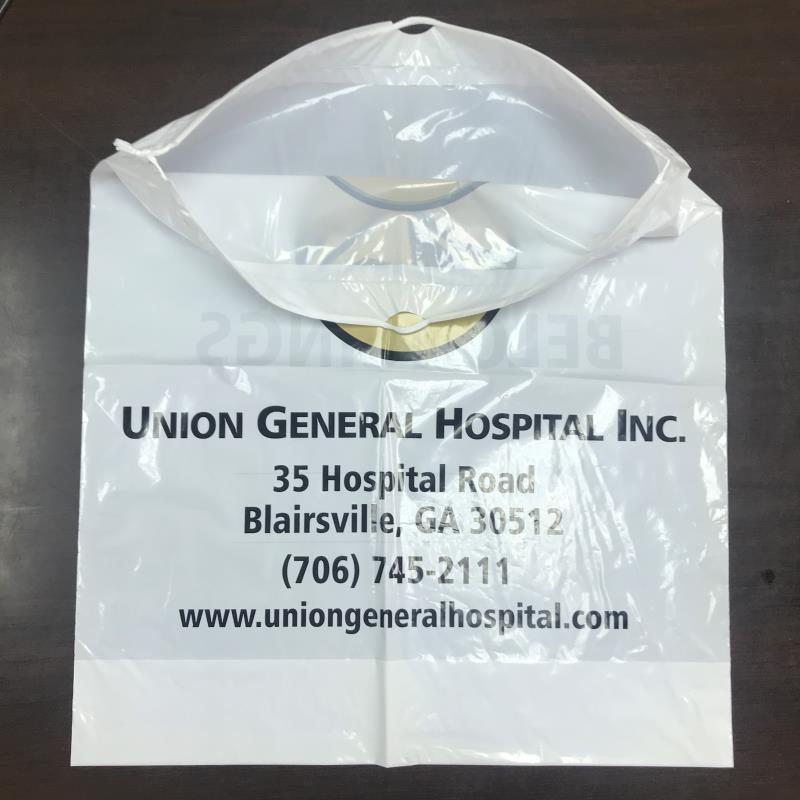 UNION GENERAL HOSPITAL INC.
35 Hospital Road
Blairsville, GA 30512
(706) 745-2111
www.uniongeneralhospital.com